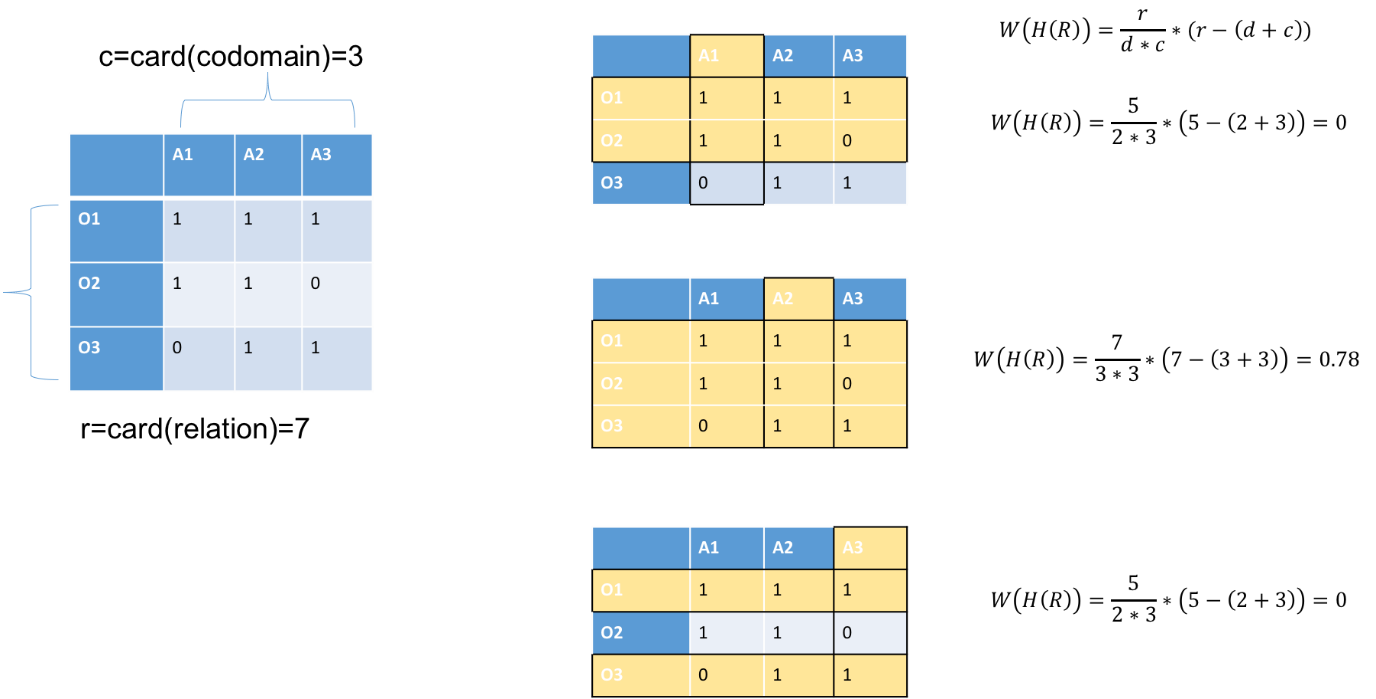 c=card(codomain)=3
A1 A2 A3
O1 1 1 1
O2 1 1 0
O3 0 1 1
r=card(relation)=7
A1 A2 A3
O1 1 1 1
O2 1 1 0
O3 0 1 1
W(H(R)) = r / d * c * (r − (d + c))
W(H(R)) = 5 / 2 * 3 * (5 − (2 + 3)) = 0
A1 A2 A3
O1 1 1 1
O2 1 1 0
O3 0 1 1
W(H(R)) = 7 / 3 * 3 * (7 − (3 + 3)) = 0.78
A1 A2 A3
O1 1 1 1
O2 1 1 0
O3 0 1 1
W(H(R)) = 5 / 2 * 3 * (5 − (2 + 3)) = 0